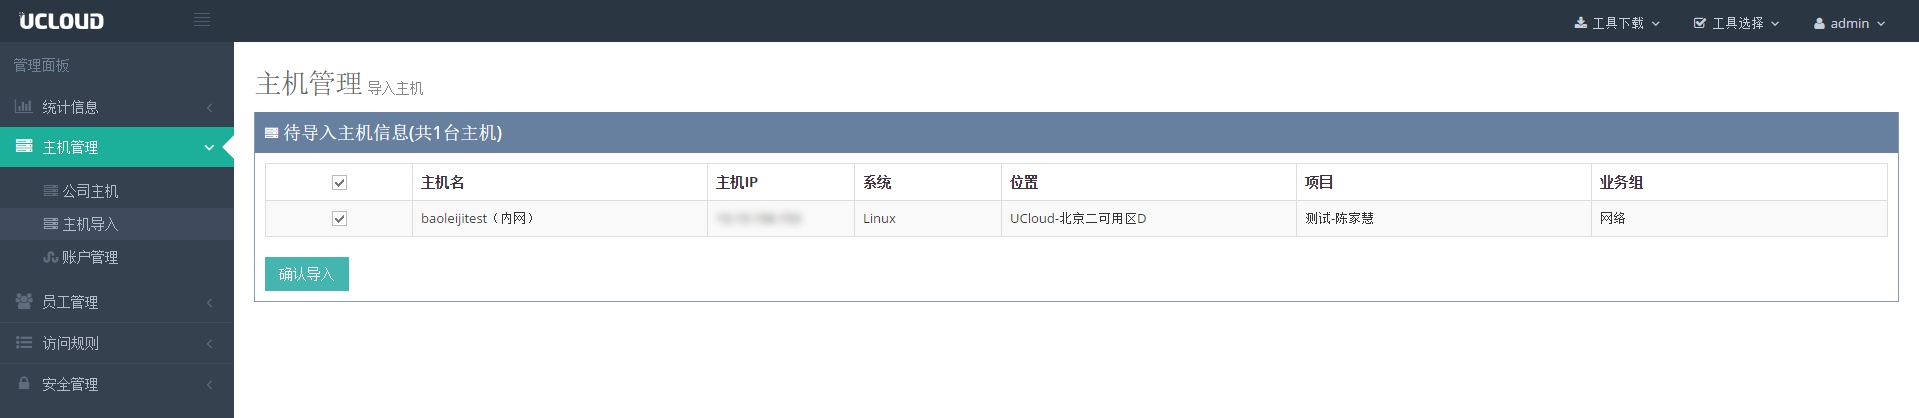 UCLOUD
工具下载
工具选择
admin
管理面板
统计信息
主机管理
公司主机
主机导入
账户管理
员工管理
访问规则
安全管理
主机管理 导入主机
待导入主机信息(共1台主机)
主机名 主机IP 系统 位置 项目 业务组
baoleijitest（内网） Linux UCloud-北京二可用区D 测试-陈家慧 网络
确认导入